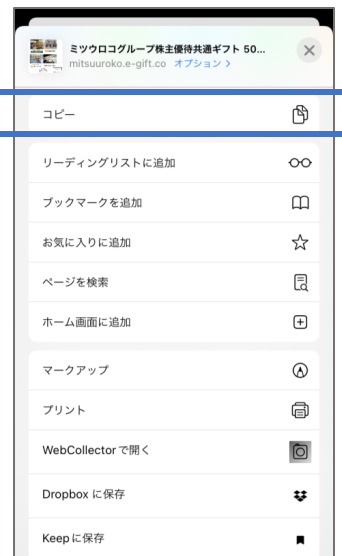 ミツウロコグループ株主優待共通ギフト 50...
mitsuuroko.e-gift.co オプション >
コピー
リーディングリストに追加
ブックマークを追加
お気に入りに追加
ページを検索
ホーム画面に追加
マークアップ
プリント
WebCollectorで開く
Dropbox に保存
Keepに保存